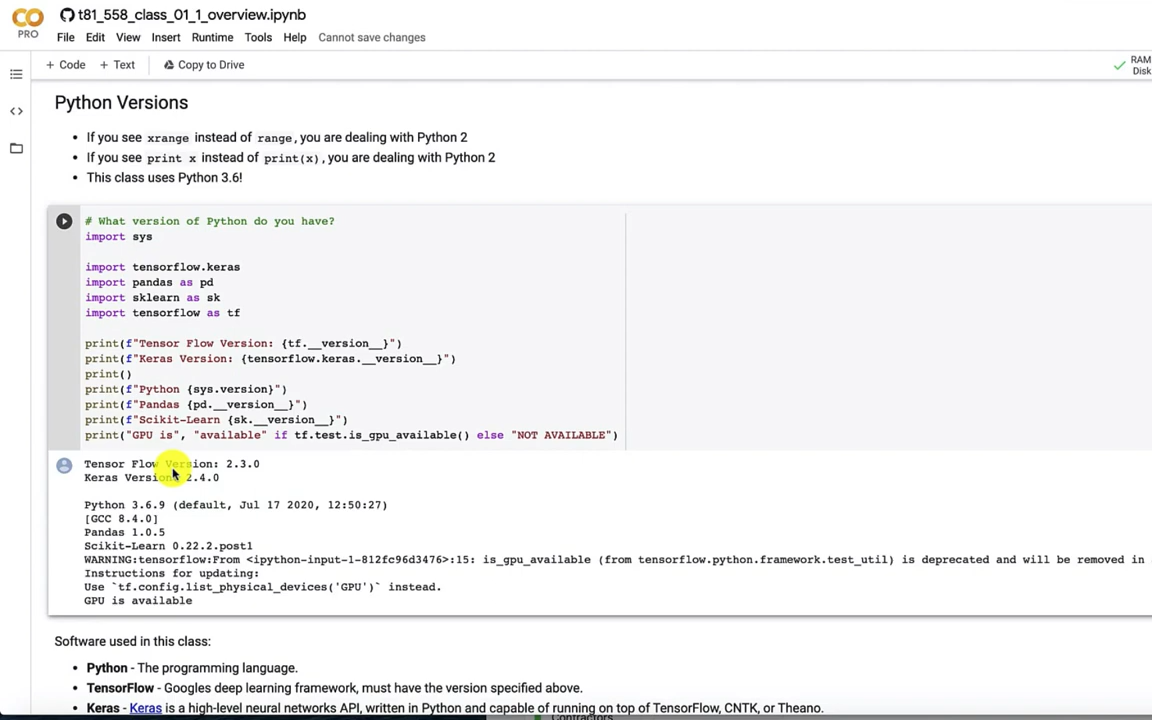 CO
PRO
t81_558_class_01_1_overview.ipynb
File Edit View Insert Runtime Tools Help Cannot save changes
+ Code + Text Copy to Drive
RAM
Disk
Python Versions
• If you see xrange instead of range, you are dealing with Python 2
• If you see print x instead of print(x), you are dealing with Python 2
• This class uses Python 3.6!
# What version of Python do you have?
import sys
import tensorflow.keras
import pandas as pd
import sklearn as sk
import tensorflow as tf
print(f"Tensor Flow Version: {tf.__version__}")
print(f"Keras Version: {tensorflow.keras.__version__}")
print()
print(f"Python {sys.version}")
print(f"Pandas {pd.__version__}")
print(f"Scikit-Learn {sk.__version__}")
print("GPU is", "available" if tf.test.is_gpu_available() else "NOT AVAILABLE")
Tensor Flow Version: 2.3.0
Keras Version: 2.4.0
Python 3.6.9 (default, Jul 17 2020, 12:50:27)
[GCC 8.4.0]
Pandas 1.0.5
Scikit-Learn 0.22.2.post1
WARNING:tensorflow:From <ipython-input-1-812fc96d3476>:15: is_gpu_available (from tensorflow.python.framework.test_util) is deprecated and will be removed in
Instructions for updating:
Use `tf.config.list_physical_devices('GPU')` instead.
GPU is available
Software used in this class:
• Python - The programming language.
• TensorFlow - Googles deep learning framework, must have the version specified above.
• Keras - Keras is a high-level neural networks API, written in Python and capable of running on top of TensorFlow, CNTK, or Theano.
Contractors